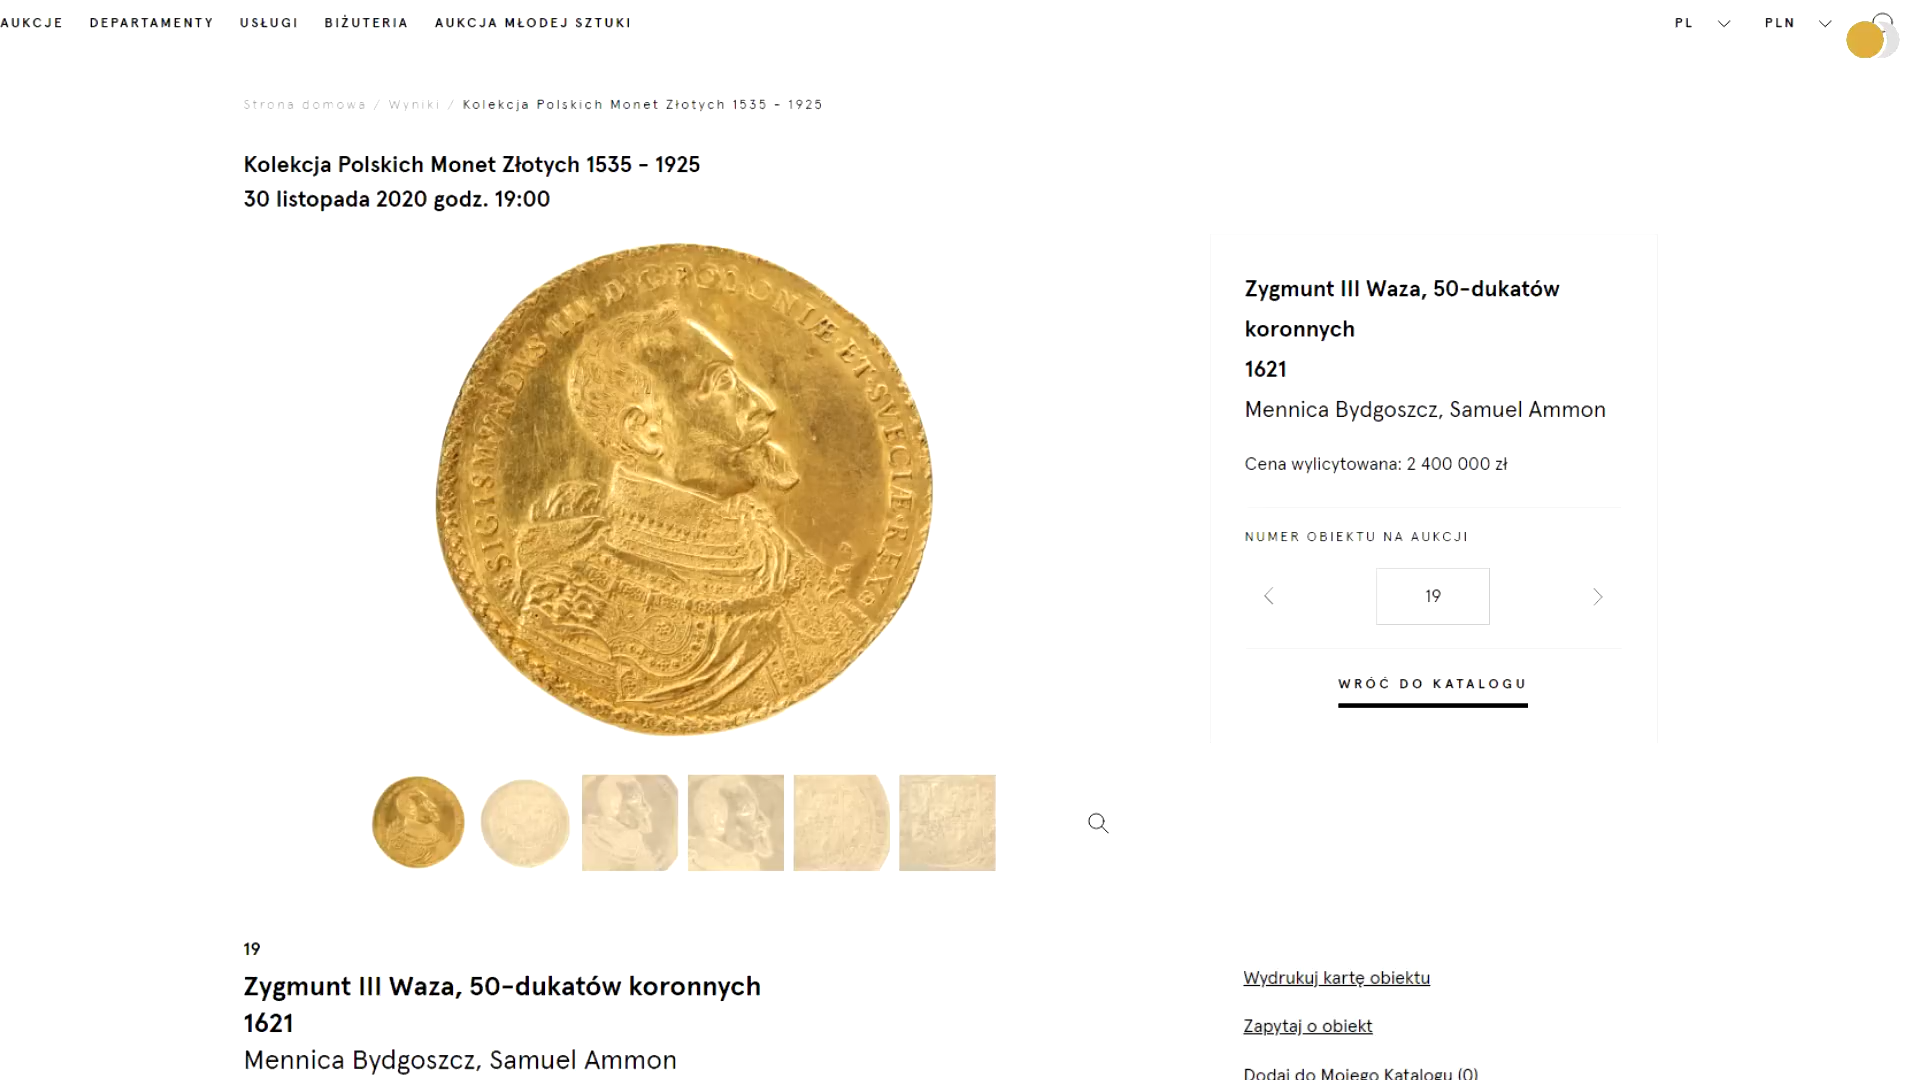 AUKCJE DEPARTAMENTY USŁUGI BIŻUTERIA AUKCJA MŁODEJ SZTUKI PL PLN
Strona domowa / Wyniki / Kolekcja Polskich Monet Złotych 1535 - 1925
Kolekcja Polskich Monet Złotych 1535 - 1925
30 listopada 2020 godz. 19:00
SIGISMVNDVS III D G POLONIÆ ET SVECIÆ REX
Zygmunt III Waza, 50-dukatów
koronnych
1621
Mennica Bydgoszcz, Samuel Ammon
Cena wylicytowana: 2 400 000 zł
NUMER OBIEKTU NA AUKCJI
19
WRÓĆ DO KATALOGU
19
Zygmunt III Waza, 50-dukatów koronnych
1621
Mennica Bydgoszcz, Samuel Ammon
Wydrukuj kartę obiektu
Zapytaj o obiekt
Dodaj do Mojego Katalogu (0)